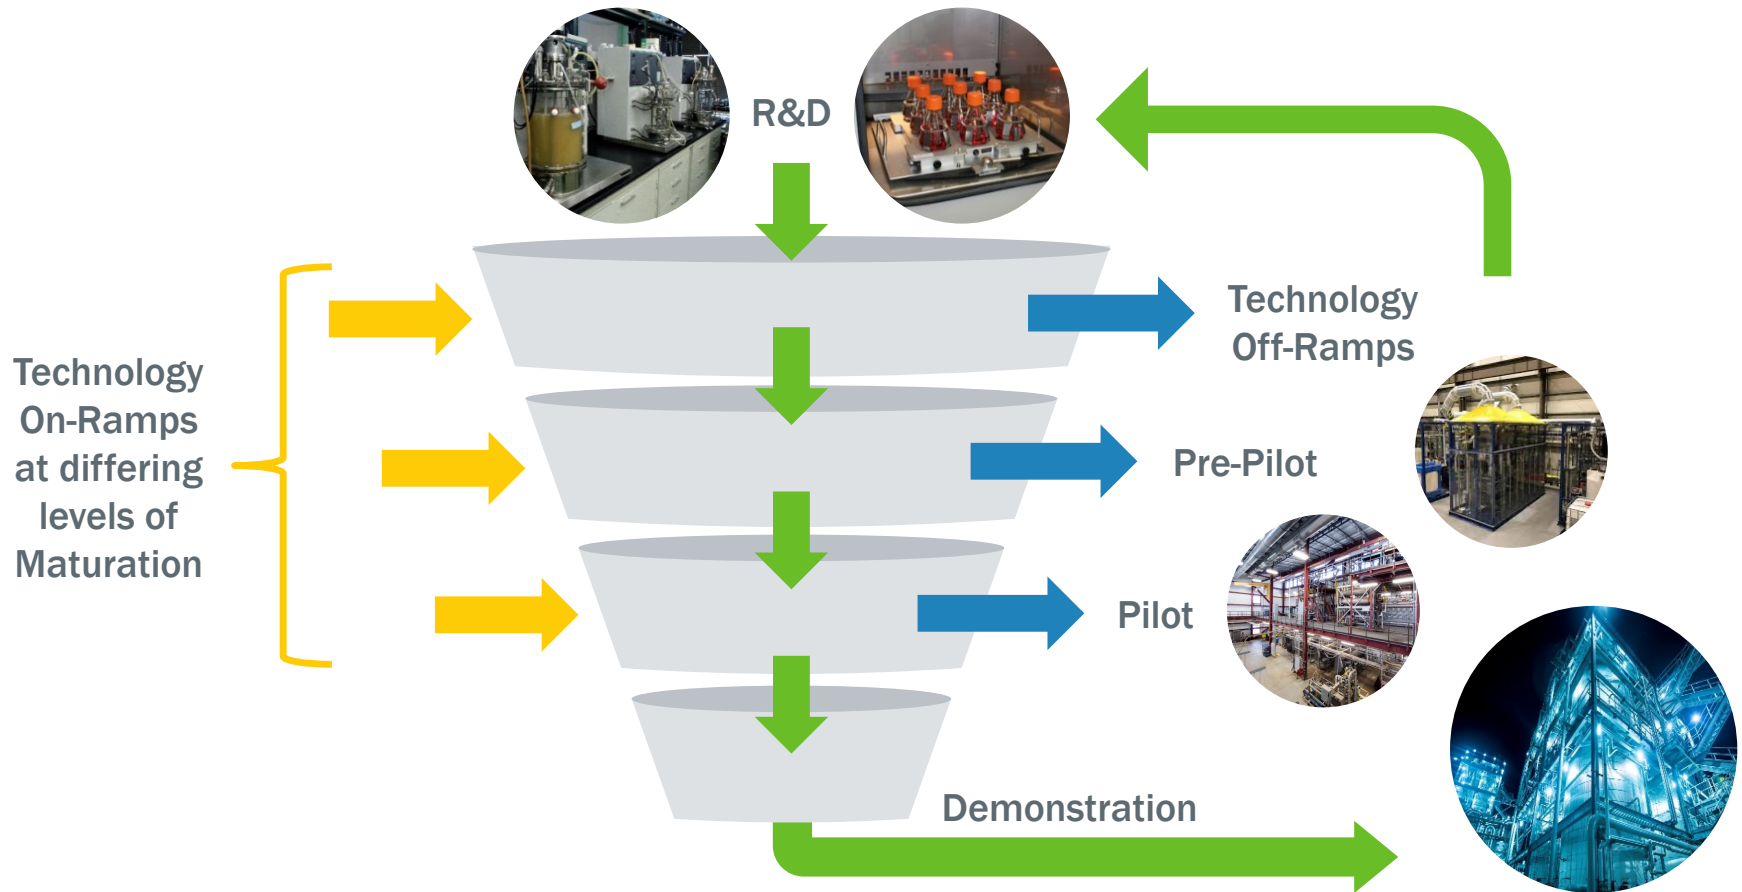 R&D
Technology
Off-Ramps
Technology
On-Ramps
at differing
levels of
Maturation
Pre-Pilot
Pilot
Demonstration